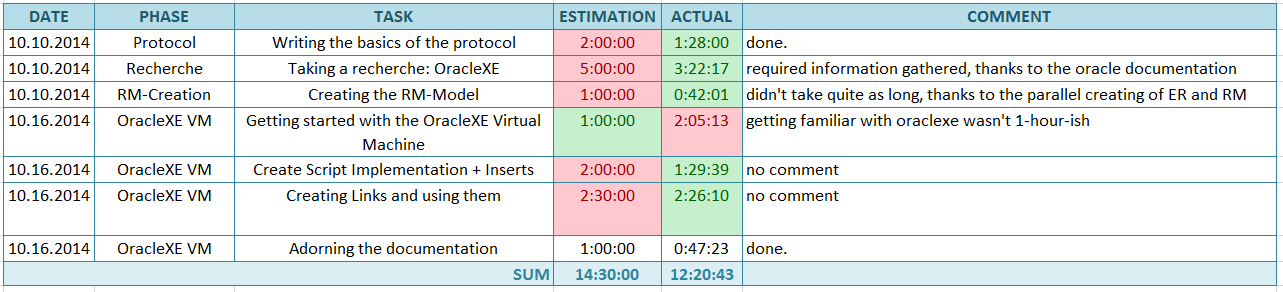 DATE PHASE TASK ESTIMATION ACTUAL COMMENT
10.10.2014 Protocol Writing the basics of the protocol 2:00:00 1:28:00 done.
10.10.2014 Recherche Taking a recherche: OracleXE 5:00:00 3:22:17 required information gathered, thanks to the oracle documentation
10.10.2014 RM-Creation Creating the RM-Model 1:00:00 0:42:01 didn't take quite as long, thanks to the parallel creating of ER and RM
10.16.2014 OracleXE VM Getting started with the OracleXE Virtual 1:00:00 2:05:13 getting familiar with oraclexe wasn't 1-hour-ish
Machine
10.16.2014 OracleXE VM Create Script Implementation + Inserts 2:00:00 1:29:39 no comment
10.16.2014 OracleXE VM Creating Links and using them 2:30:00 2:26:10 no comment
10.16.2014 OracleXE VM Adorning the documentation 1:00:00 0:47:23 done.
SUM 14:30:00 12:20:43